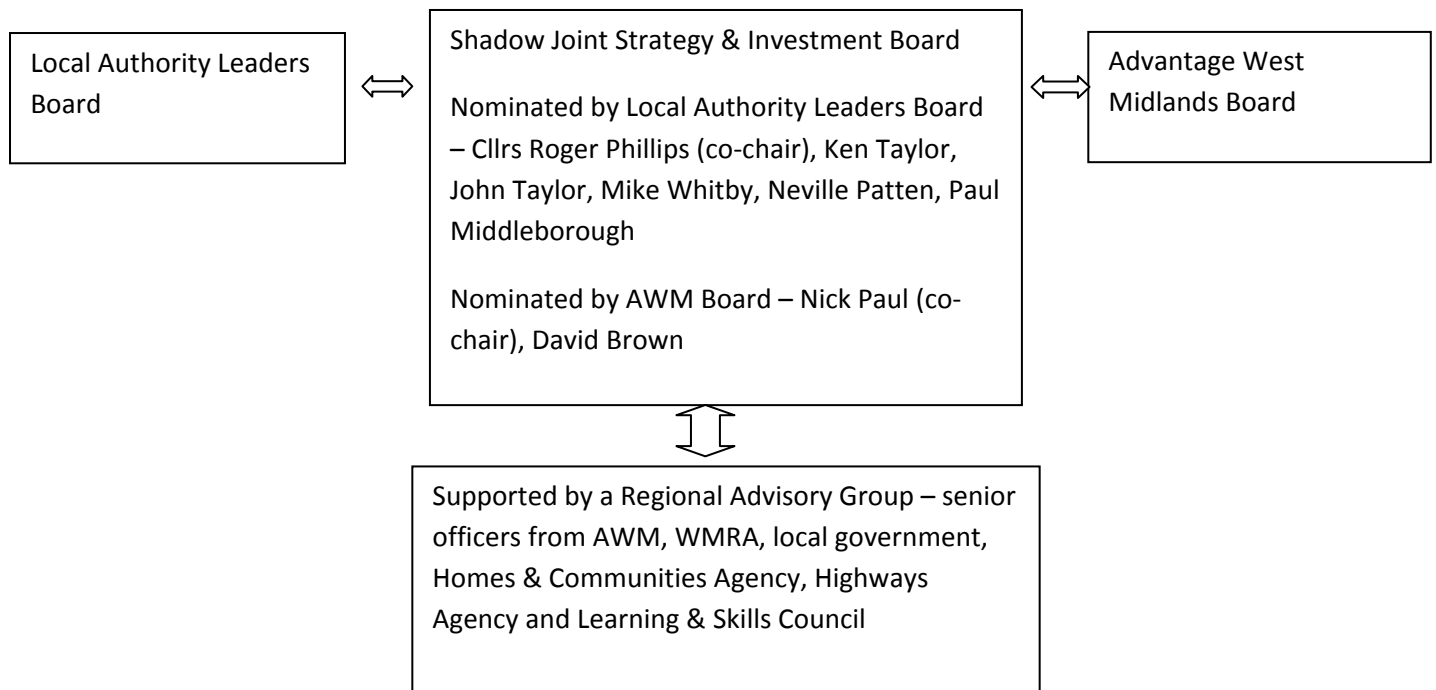 Local Authority Leaders
Board
Shadow Joint Strategy & Investment Board
Nominated by Local Authority Leaders Board
– Cllrs Roger Phillips (co-chair), Ken Taylor,
John Taylor, Mike Whitby, Neville Patten, Paul
Middleborough
Nominated by AWM Board – Nick Paul (co-
chair), David Brown
Advantage West
Midlands Board
Supported by a Regional Advisory Group – senior
officers from AWM, WMRA, local government,
Homes & Communities Agency, Highways
Agency and Learning & Skills Council